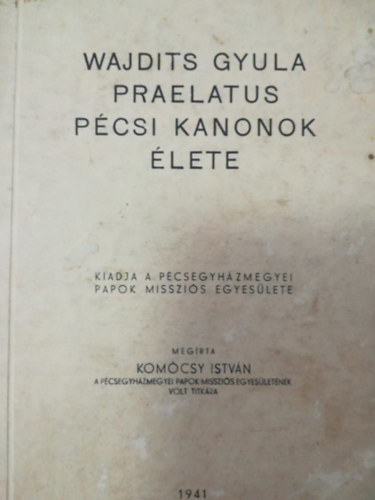 WAJDITS GYULA
PRAELATUS
PÉCSI KANONOK
ÉLETE
KIADJA A PÉCSEGYHÁZMEGYEI
PAPOK MISSZIÓS EGYESÜLETE
MEGÍRTA
KOMÓCSY ISTVÁN
A PÉCSEGYHÁZMEGYEI PAPOK MISSZIÓS EGYESÜLETÉNEK
VOLT TITKÁRA
1941